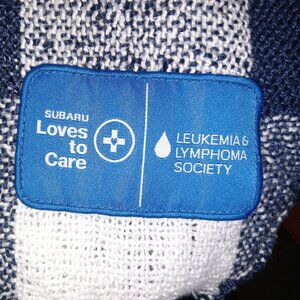 SUBARU
Loves
to
Care
LEUKEMIA &
LYMPHOMA
SOCIETY